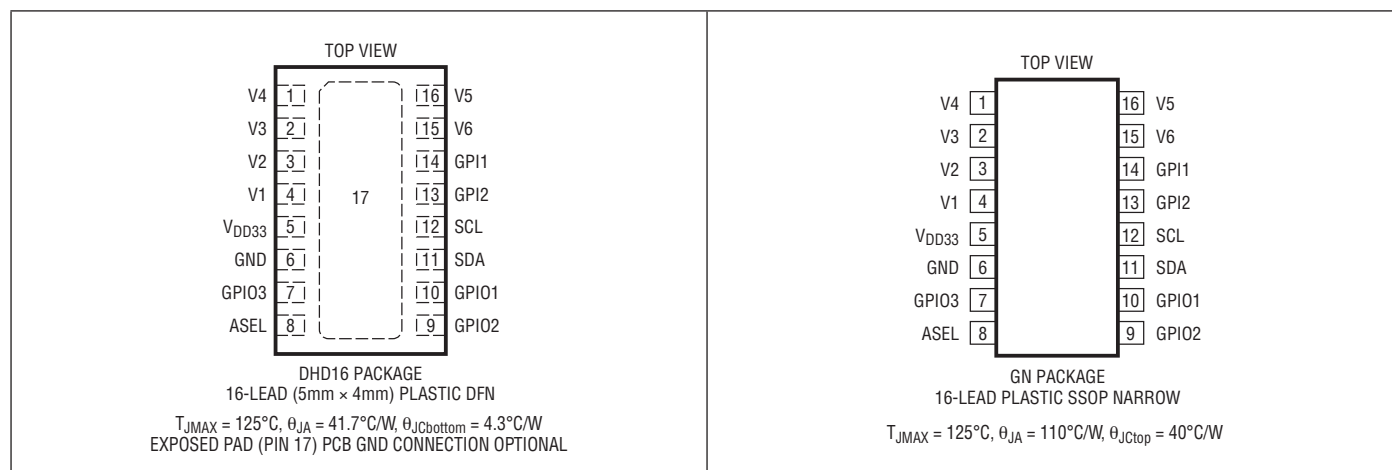 TOP VIEW
V4 1 16 V5
V3 2 15 V6
V2 3 14 GPI1
V1 4 17 13 GPI2
VDD33 5 12 SCL
GND 6 11 SDA
GPIO3 7 10 GPIO1
ASEL 8 9 GPIO2
DHD16 PACKAGE
16-LEAD (5mm × 4mm) PLASTIC DFN
TJMAX = 125°C, θJA = 41.7°C/W, θJCbottom = 4.3°C/W
EXPOSED PAD (PIN 17) PCB GND CONNECTION OPTIONAL
TOP VIEW
V4 1 16 V5
V3 2 15 V6
V2 3 14 GPI1
V1 4 13 GPI2
VDD33 5 12 SCL
GND 6 11 SDA
GPIO3 7 10 GPIO1
ASEL 8 9 GPIO2
GN PACKAGE
16-LEAD PLASTIC SSOP NARROW
TJMAX = 125°C, θJA = 110°C/W, θJCtop = 40°C/W